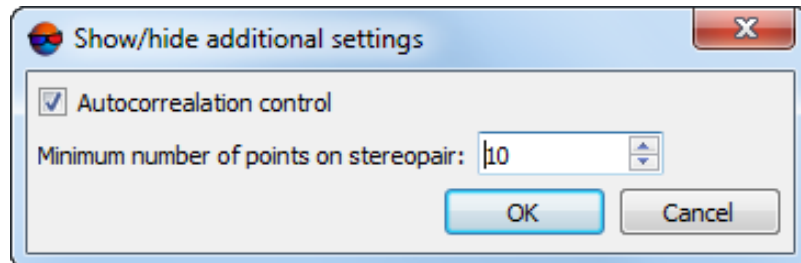 Show/hide additional settings
Autocorrealation control
Minimum number of points on stereopair: 10
OK Cancel